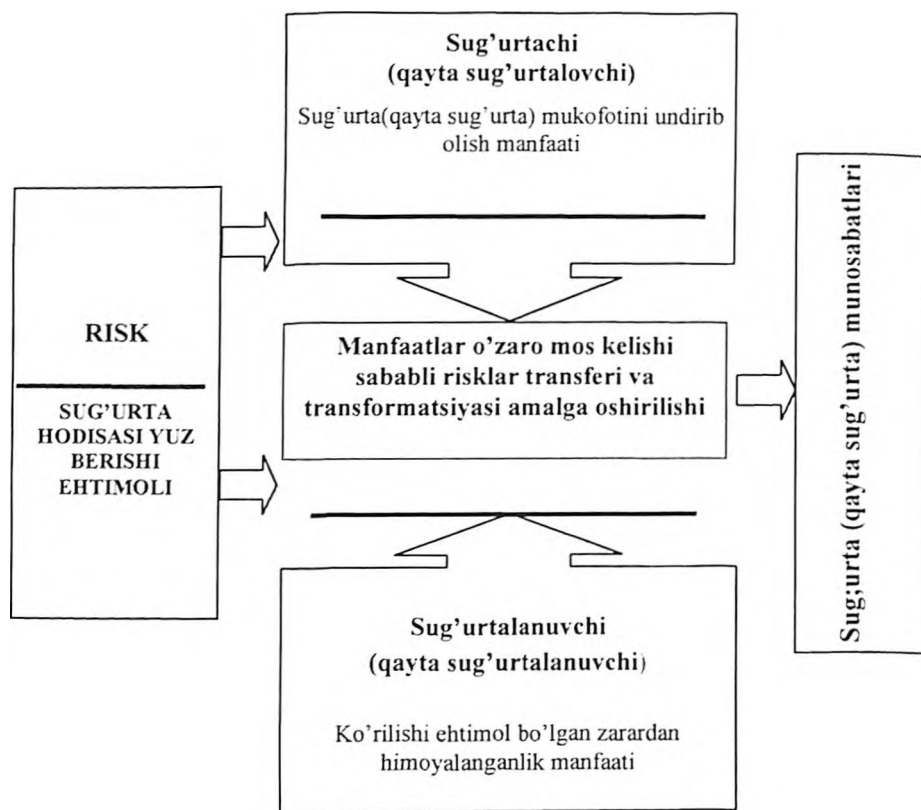 Sug’urtachi
(qayta sug’urtalovchi)
Sug’urta(qayta sug’urta) mukofotini undirib
olish manfaati
RISK
SUG’URTA
HODISASI YUZ
BERISHI
EHTIMOLI
Manfaatlar o’zaro mos kelishi
sababli risklar transferi va
transformatsiyasi amalga oshirilishi
Sug’urtalanuvchi
(qayta sug’urtalanuvchi)
Ko’rilishi ehtimol bo’lgan zarardan
himoyalanganlik manfaati
Sug;urta (qayta sug’urta) munosabatlari